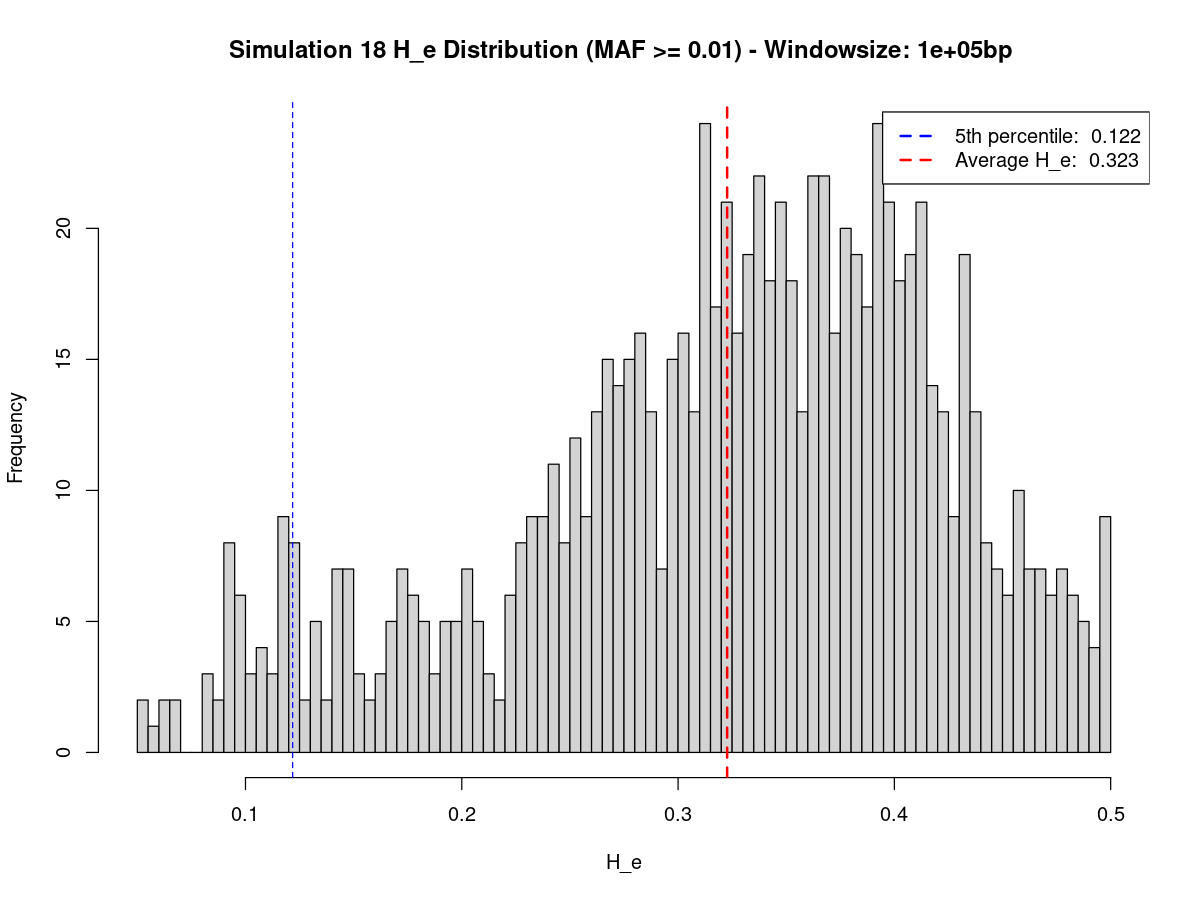 Simulation 18 H_e Distribution (MAF >= 0.01) - Windowsize: 1e+05bp
5th percentile:  0.122
Average H_e:  0.323
Frequency
20
15
10
5
0
0.1 0.2 0.3 0.4 0.5
H_e